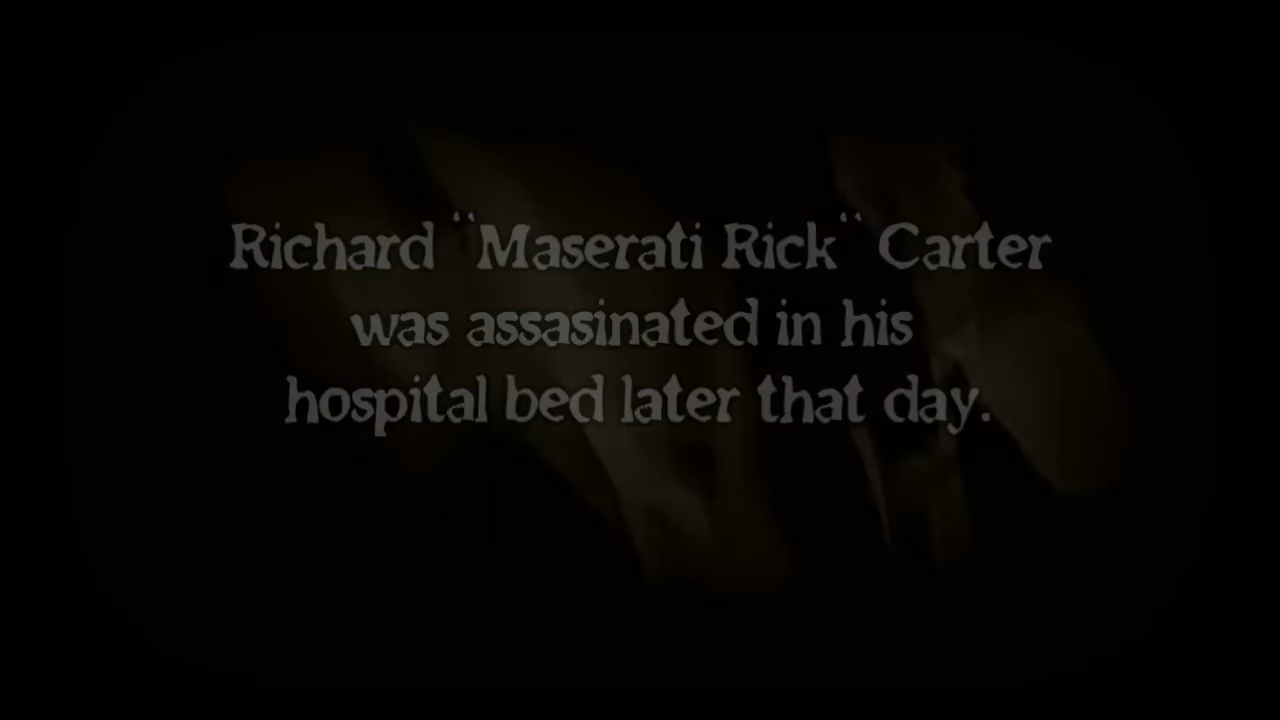 Richard “Maserati Rick“ Carter
was assasinated in his
hospital bed later that day.